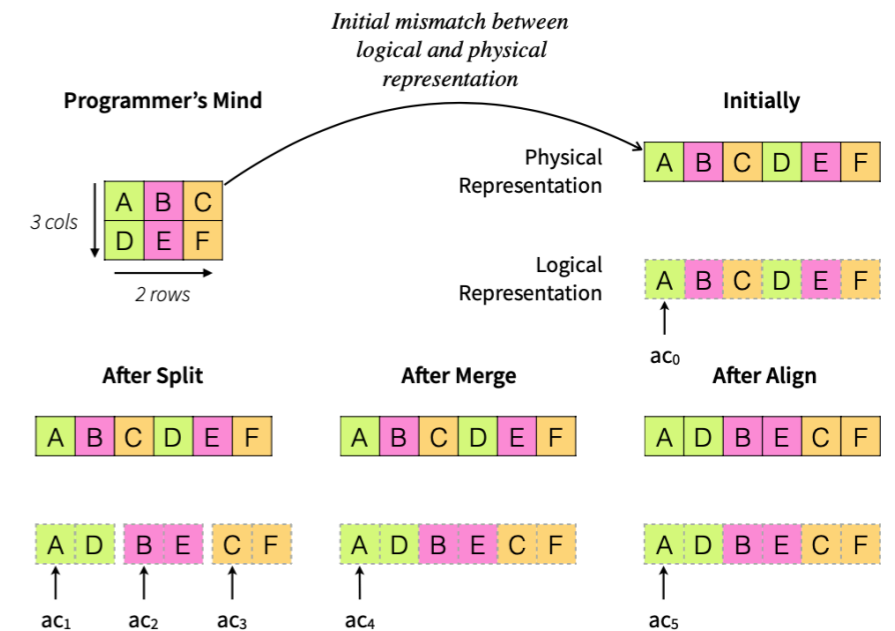 Initial mismatch between
logical and physical
representation
Programmer's Mind
Initially
Physical
Representation
A B C D E F
3 cols
A B C
D E F
2 rows
Logical
Representation
A B C D E F
ac₀
After Split
After Merge
After Align
A B C D E F
A B C D E F
A D B E C F
A D B E C F
A D B E C F
A D B E C F
ac₁ ac₂ ac₃
ac₄
ac₅